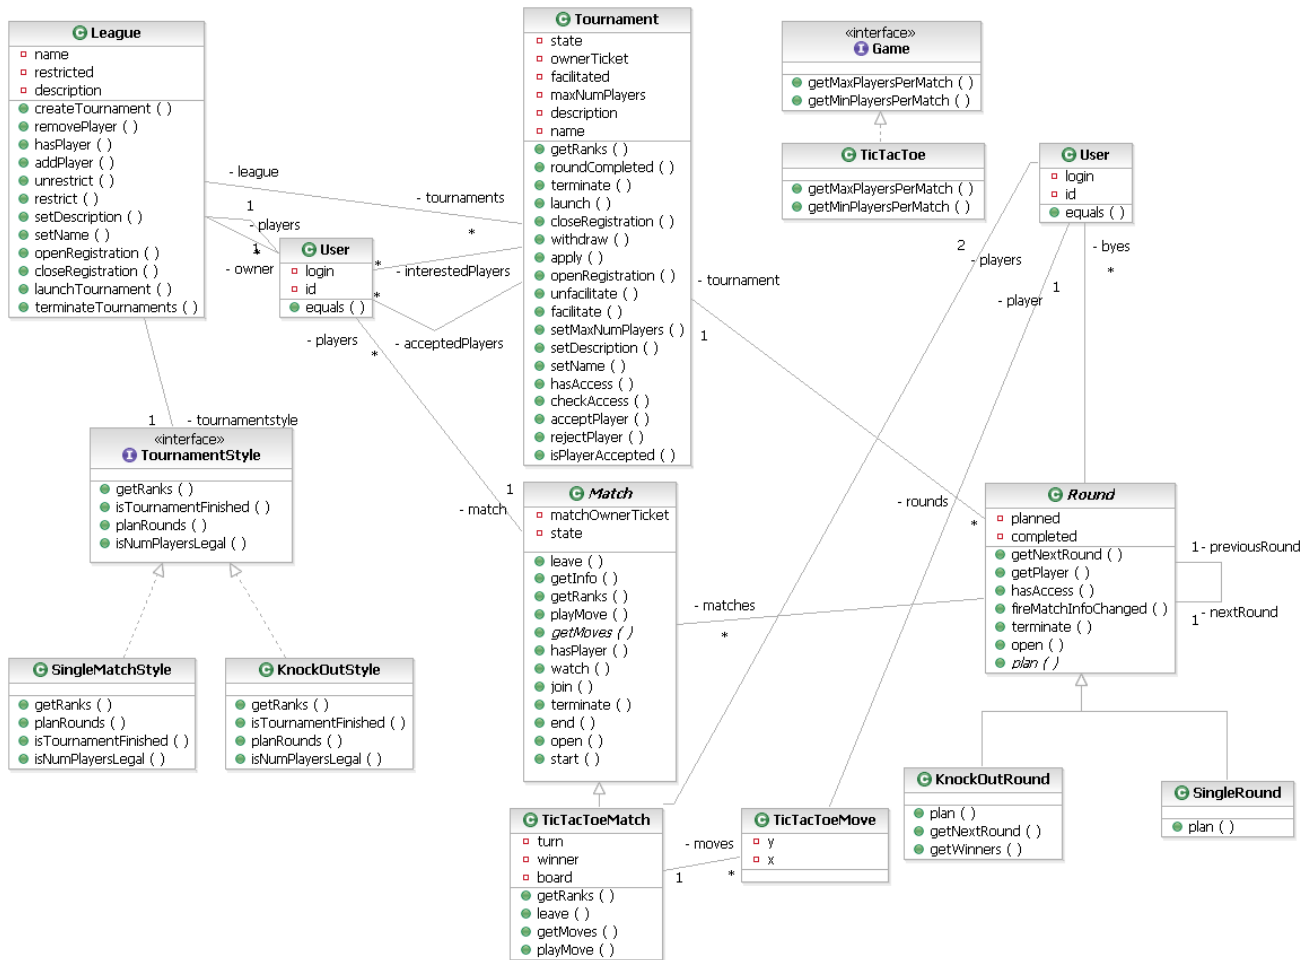 League
name
restricted
description
createTournament ( )
removePlayer ( )
hasPlayer ( )
addPlayer ( )
unrestrict ( )
restrict ( )
setDescription ( )
setName ( )
openRegistration ( )
closeRegistration ( )
launchTournament ( )
terminateTournaments ( )
- league
- tournaments
*
1
- players
*
1
- owner
User
login
id
equals ( )
*
- interestedPlayers
*
- acceptedPlayers
- players
*
Tournament
state
ownerTicket
facilitated
maxNumPlayers
description
name
getRanks ( )
roundCompleted ( )
terminate ( )
launch ( )
closeRegistration ( )
withdraw ( )
apply ( )
openRegistration ( )
unfacilitate ( )
facilitate ( )
setMaxNumPlayers ( )
setDescription ( )
setName ( )
hasAccess ( )
checkAccess ( )
acceptPlayer ( )
rejectPlayer ( )
isPlayerAccepted ( )
«interface»
Game
getMaxPlayersPerMatch ( )
getMinPlayersPerMatch ( )
TicTacToe
getMaxPlayersPerMatch ( )
getMinPlayersPerMatch ( )
User
login
id
equals ( )
2
- players
- byes
*
- tournament
1
- player
1
1
- tournamentstyle
«interface»
TournamentStyle
getRanks ( )
isTournamentFinished ( )
planRounds ( )
isNumPlayersLegal ( )
1
- match
Match
matchOwnerTicket
state
leave ( )
getInfo ( )
getRanks ( )
playMove ( )
getMoves ( )
hasPlayer ( )
watch ( )
join ( )
terminate ( )
end ( )
open ( )
start ( )
- rounds
*
- matches
*
Round
planned
completed
getNextRound ( )
getPlayer ( )
hasAccess ( )
fireMatchInfoChanged ( )
terminate ( )
open ( )
plan ( )
1 - previousRound
1 - nextRound
SingleMatchStyle
getRanks ( )
planRounds ( )
isTournamentFinished ( )
isNumPlayersLegal ( )
KnockOutStyle
getRanks ( )
isTournamentFinished ( )
planRounds ( )
isNumPlayersLegal ( )
TicTacToeMatch
turn
winner
board
getRanks ( )
leave ( )
getMoves ( )
playMove ( )
- moves
1
*
TicTacToeMove
y
x
KnockOutRound
plan ( )
getNextRound ( )
getWinners ( )
SingleRound
plan ( )